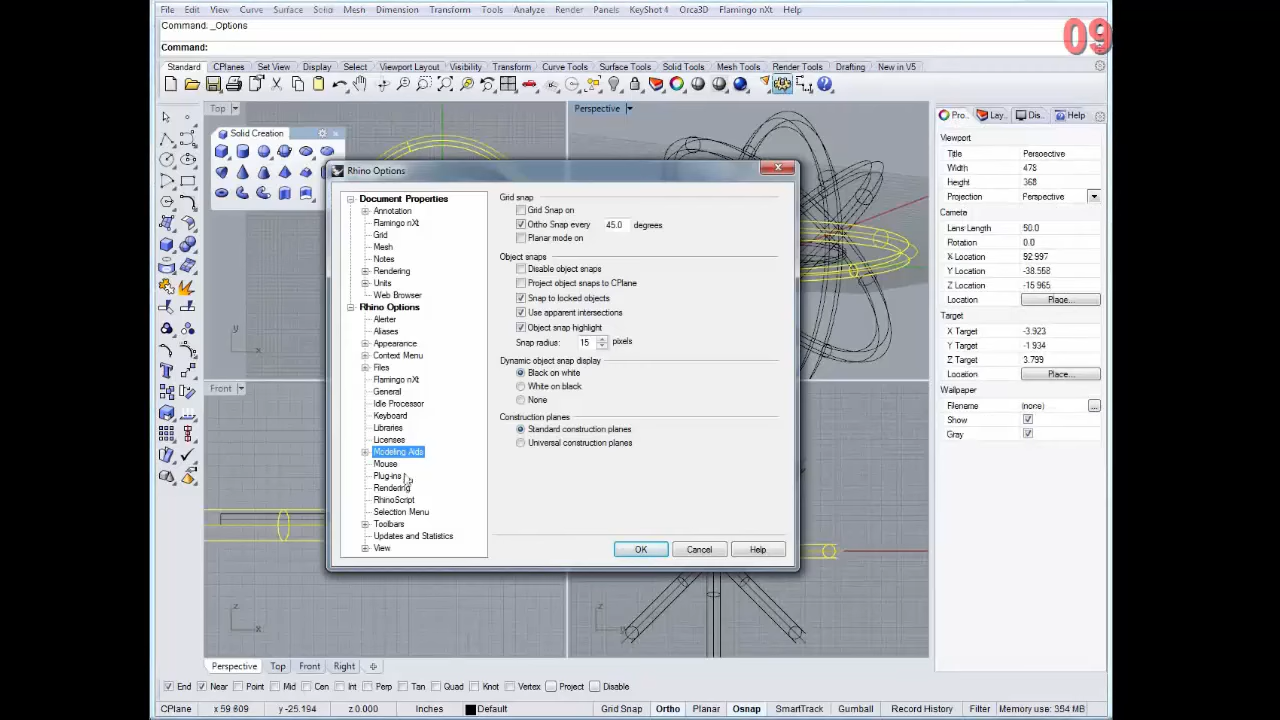 File Edit View Curve Surface Solid Mesh Dimension Transform Tools Analyze Render Panels KeyShot 4 Orca3D Flamingo nXt Help
Command: _Options
Command:
09
Standard CPlanes Set View Display Select Viewport Layout Visibility Transform Curve Tools Surface Tools Solid Tools Mesh Tools Render Tools Drafting New in V5
Top
Perspective
Pro... Lay... Dis... Help
Solid Creation
Viewport
Title Perspective
Width 478
Height 368
Projection Perspective
Camera
Lens Length 50.0
Rotation 0.0
X Location 92.997
Y Location -38.558
Z Location -15.965
Location Place...
Target
X Target -3.923
Y Target -1.934
Z Target 3.799
Location Place...
Wallpaper
Filename (none) ...
Show
Gray
Rhino Options
Document Properties
Annotation
Flamingo nXt
Grid
Mesh
Notes
Rendering
Units
Web Browser
Rhino Options
Alerter
Aliases
Appearance
Context Menu
Files
Flamingo nXt
General
Idle Processor
Keyboard
Libraries
Licenses
Modeling Aids
Mouse
Plug-ins
Rendering
RhinoScript
Selection Menu
Toolbars
Updates and Statistics
View
Grid snap
Grid Snap on
Ortho Snap every 45.0 degrees
Planar mode on
Object snaps
Disable object snaps
Project object snaps to CPlane
Snap to locked objects
Use apparent intersections
Object snap highlight
Snap radius: 15 pixels
Dynamic object snap display
Black on white
White on black
None
Construction planes
Standard construction planes
Universal construction planes
OK Cancel Help
y
x
Front
z
x
z
Perspective Top Front Right
End Near Point Mid Cen Int Perp Tan Quad Knot Vertex Project Disable
CPlane x 59.609 y -25.194 z 0.000 Inches Default Grid Snap Ortho Planar Osnap SmartTrack Gumball Record History Filter Memory use: 354 MB